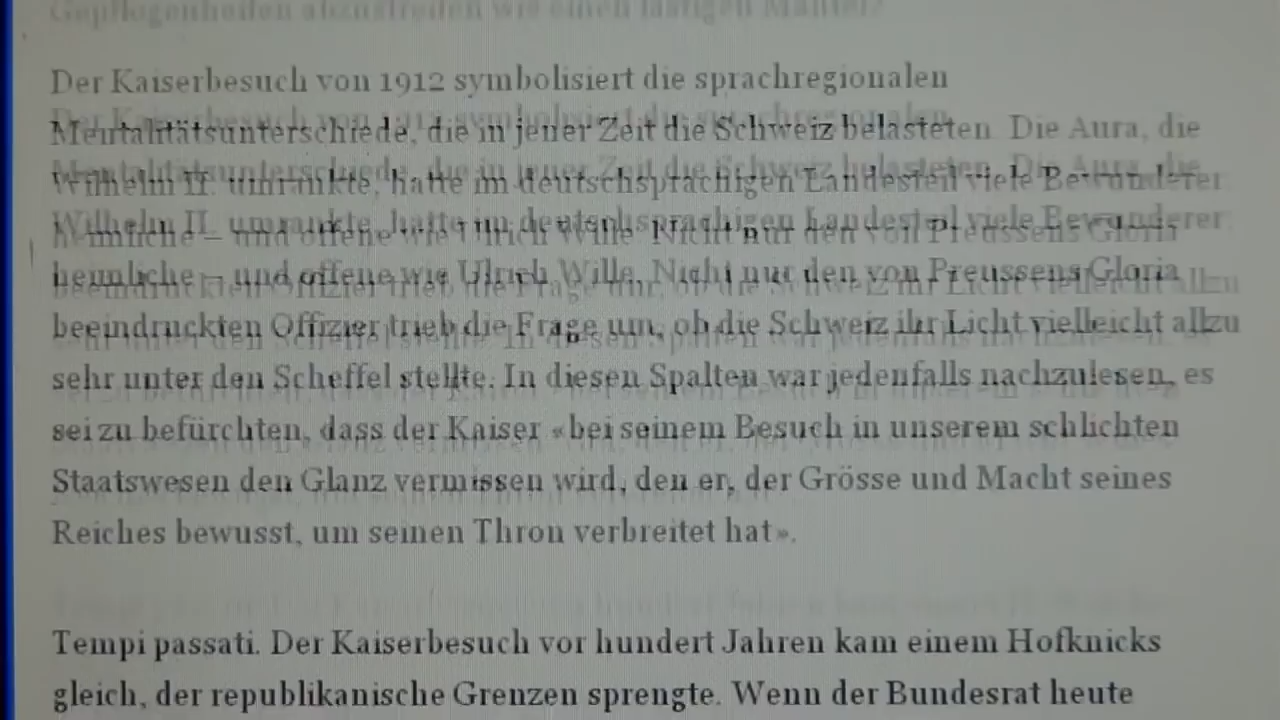 Gepflogenheiten abzustreifen wie einen lästigen Mantel?
Der Kaiserbesuch von 1912 symbolisiert die sprachregionalen
Mentalitätsunterschiede, die in jener Zeit die Schweiz belasteten. Die Aura, die
Wilhelm II. umrankte, hatte im deutschsprachigen Landesteil viele Bewunderer
heimliche – und offene wie Ulrich Wille. Nicht nur den von Preussens Gloria
beeindruckten Offizier trieb die Frage um, ob die Schweiz ihr Licht vielleicht allzu
sehr unter den Scheffel stellte. In diesen Spalten war jedenfalls nachzulesen, es
sei zu befürchten, dass der Kaiser «bei seinem Besuch in unserem schlichten
Staatswesen den Glanz vermissen wird, den er, der Grösse und Macht seines
Reiches bewusst, um seinen Thron verbreitet hat».
Tempi passati. Der Kaiserbesuch vor hundert Jahren kam einem Hofknicks
gleich, der republikanische Grenzen sprengte. Wenn der Bundesrat heute